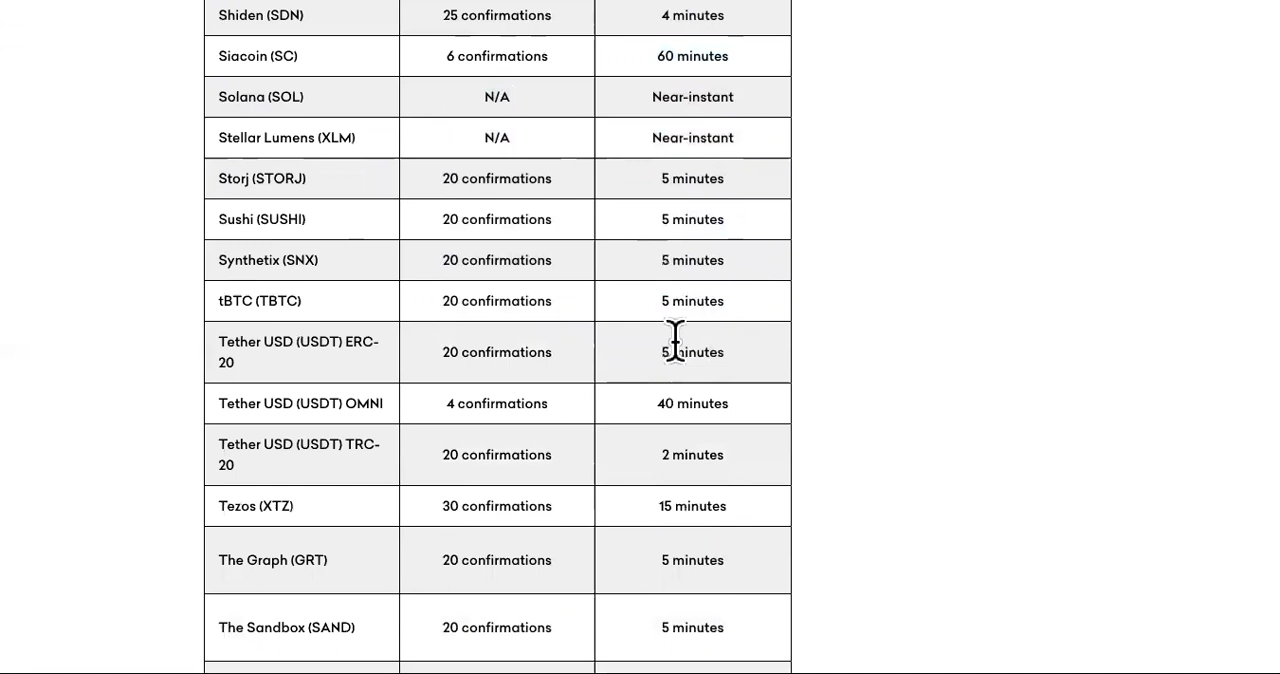 Shiden (SDN) 25 confirmations 4 minutes
Siacoin (SC) 6 confirmations 60 minutes
Solana (SOL) N/A Near-instant
Stellar Lumens (XLM) N/A Near-instant
Storj (STORJ) 20 confirmations 5 minutes
Sushi (SUSHI) 20 confirmations 5 minutes
Synthetix (SNX) 20 confirmations 5 minutes
tBTC (TBTC) 20 confirmations 5 minutes
Tether USD (USDT) ERC-
20 20 confirmations 5 minutes
Tether USD (USDT) OMNI 4 confirmations 40 minutes
Tether USD (USDT) TRC-
20 20 confirmations 2 minutes
Tezos (XTZ) 30 confirmations 15 minutes
The Graph (GRT) 20 confirmations 5 minutes
The Sandbox (SAND) 20 confirmations 5 minutes